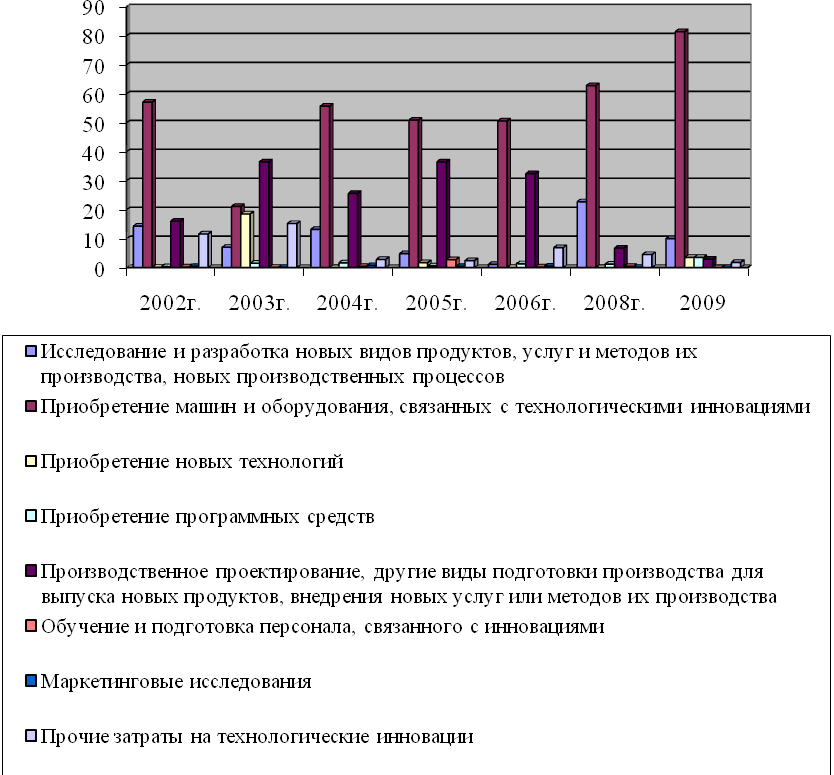 90
80
70
60
50
40
30
20
10
0
2002г. 2003г. 2004г. 2005г. 2006г. 2008г. 2009
Исследование и разработка новых видов продуктов, услуг и методов их
производства, новых производственных процессов
Приобретение машин и оборудования, связанных с технологическими инновациями
Приобретение новых технологий
Приобретение программных средств
Производственное проектирование, другие виды подготовки производства для
выпуска новых продуктов, внедрения новых услуг или методов их производства
Обучение и подготовка персонала, связанного с инновациями
Маркетинговые исследования
Прочие затраты на технологические инновации